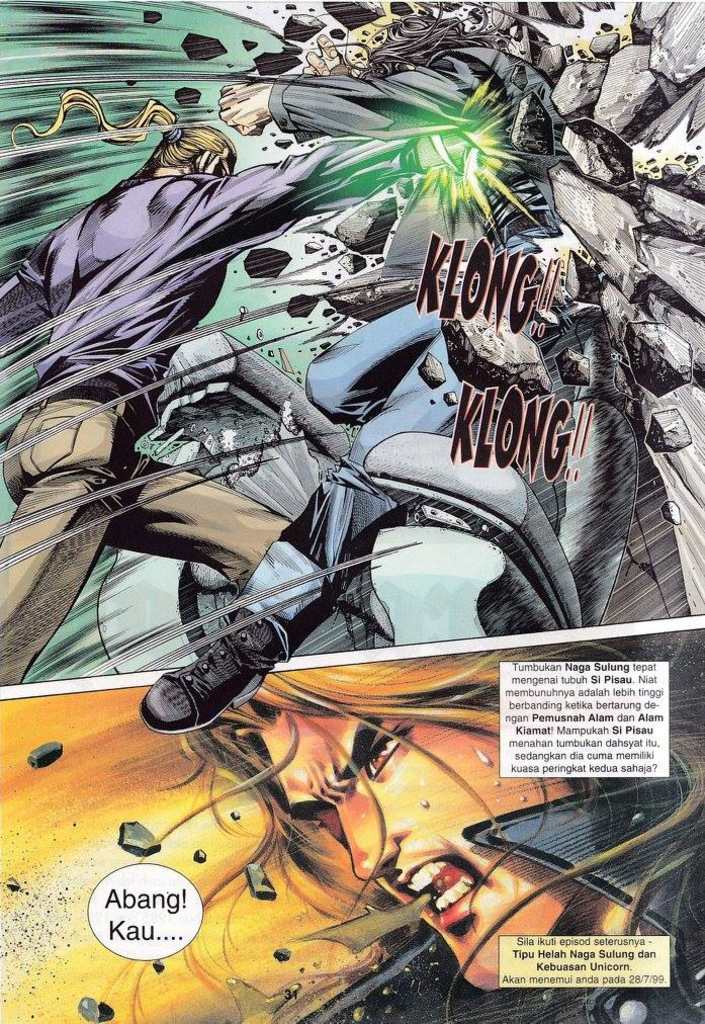 KLONG!!
KLONG!!
Tumbukan Naga Sulung tepat
mengenai tubuh Si Pisau. Niat
membunuhnya adalah lebih tinggi
berbanding ketika bertarung de-
ngan Pemusnah Alam dan Alam
Kiamat! Mampukah Si Pisau
menahan tumbukan dahsyat itu,
sedangkan dia cuma memiliki
kuasa peringkat kedua sahaja?
Abang!
Kau....
Sila ikuti episod seterusnya -
Tipu Helah Naga Sulung dan
Kebuasan Unicorn.
Akan menemui anda pada 28/7/99.
31